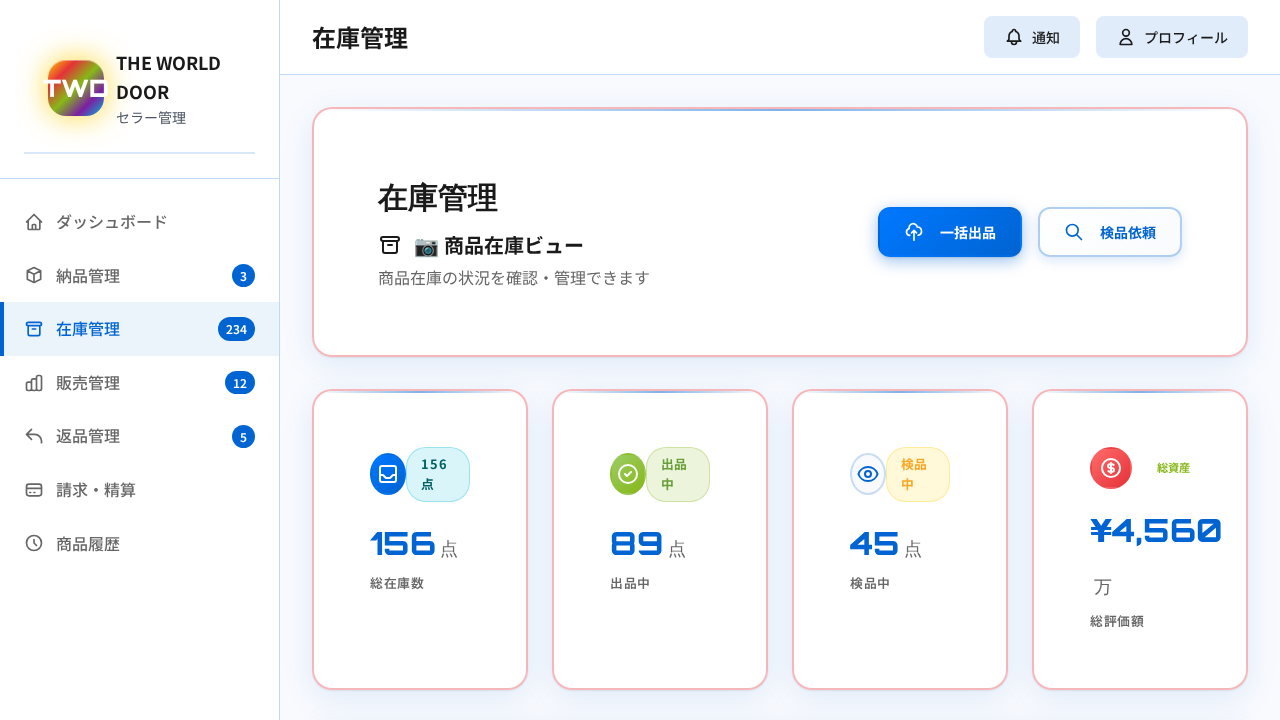 TWD
THE WORLD
DOOR
セラー管理
ダッシュボード
納品管理 3
在庫管理 234
販売管理 12
返品管理 5
請求・精算
商品履歴
在庫管理
通知
プロフィール
在庫管理
📷 商品在庫ビュー
商品在庫の状況を確認・管理できます
一括出品
検品依頼
156
点
156 点
総在庫数
出品
中
89 点
出品中
検品
中
45 点
検品中
総資産
¥4,560
万
総評価額